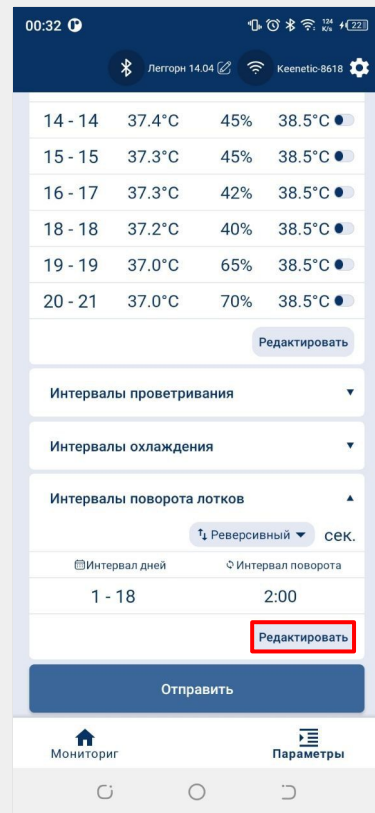 00:32 124 K/s 22
Леггорн 14.04 Keenetic-8618
14 - 14 37.4°C 45% 38.5°C
15 - 15 37.3°C 45% 38.5°C
16 - 17 37.3°C 42% 38.5°C
18 - 18 37.2°C 40% 38.5°C
19 - 19 37.0°C 65% 38.5°C
20 - 21 37.0°C 70% 38.5°C
Редактировать
Интервалы проветривания
Интервалы охлаждения
Интервалы поворота лотков
Реверсивный сек.
Интервал дней Интервал поворота
1 - 18 2:00
Редактировать
Отправить
Мониториг Параметры